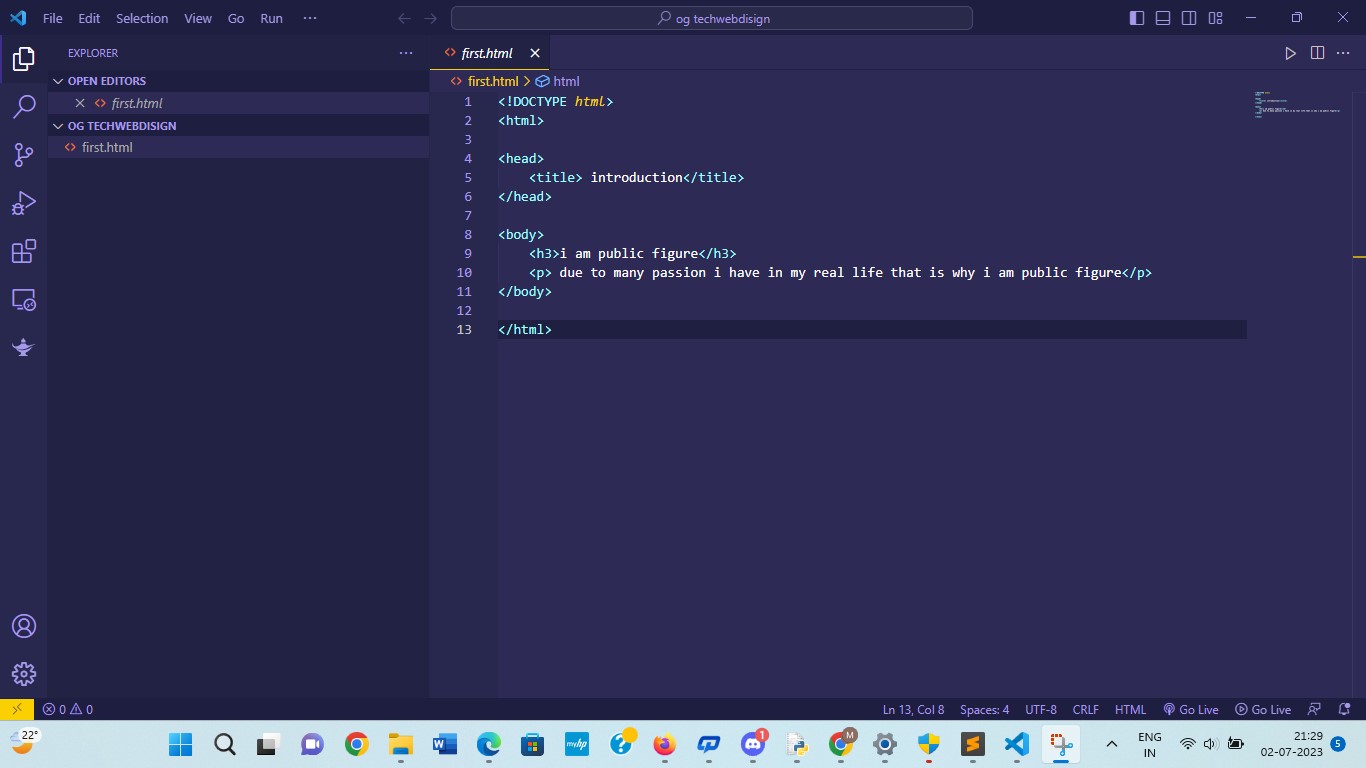 File Edit Selection View Go Run ···
og techwebdisign
EXPLORER
OPEN EDITORS
first.html
OG TECHWEBDISIGN
first.html
first.html
first.html > html
1 <!DOCTYPE html>
2 <html>
3
4 <head>
5     <title> introduction</title>
6 </head>
7
8 <body>
9     <h3>i am public figure</h3>
10     <p> due to many passion i have in my real life that is why i am public figure</p>
11 </body>
12
13 </html>
0 0 Ln 13, Col 8 Spaces: 4 UTF-8 CRLF HTML Go Live Go Live
22°
W
myhp
?
1
M
S
ENG
IN
21:29
02-07-2023
5